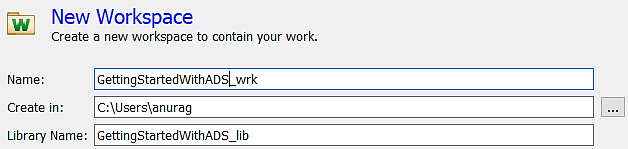 W
New Workspace
Create a new workspace to contain your work.
Name: GettingStartedWithADS_wrk
Create in: C:\Users\anurag ...
Library Name: GettingStartedWithADS_lib